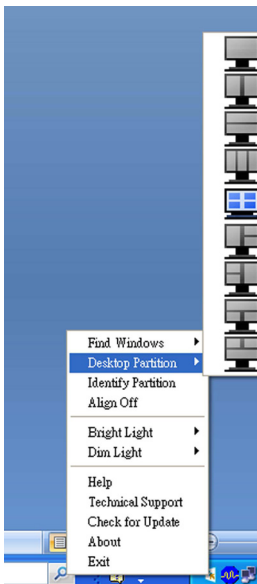 Find Windows
Desktop Partition
Identify Partition
Align Off
Bright Light
Dim Light
Help
Technical Support
Check for Update
About
Exit